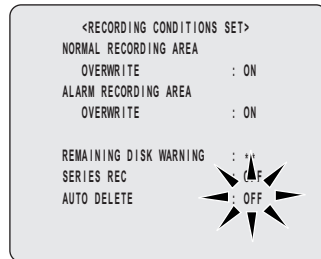 <RECORDING CONDITIONS SET>
NORMAL RECORDING AREA
OVERWRITE : ON
ALARM RECORDING AREA
OVERWRITE : ON
REMAINING DISK WARNING : **
SERIES REC : OFF
AUTO DELETE : OFF